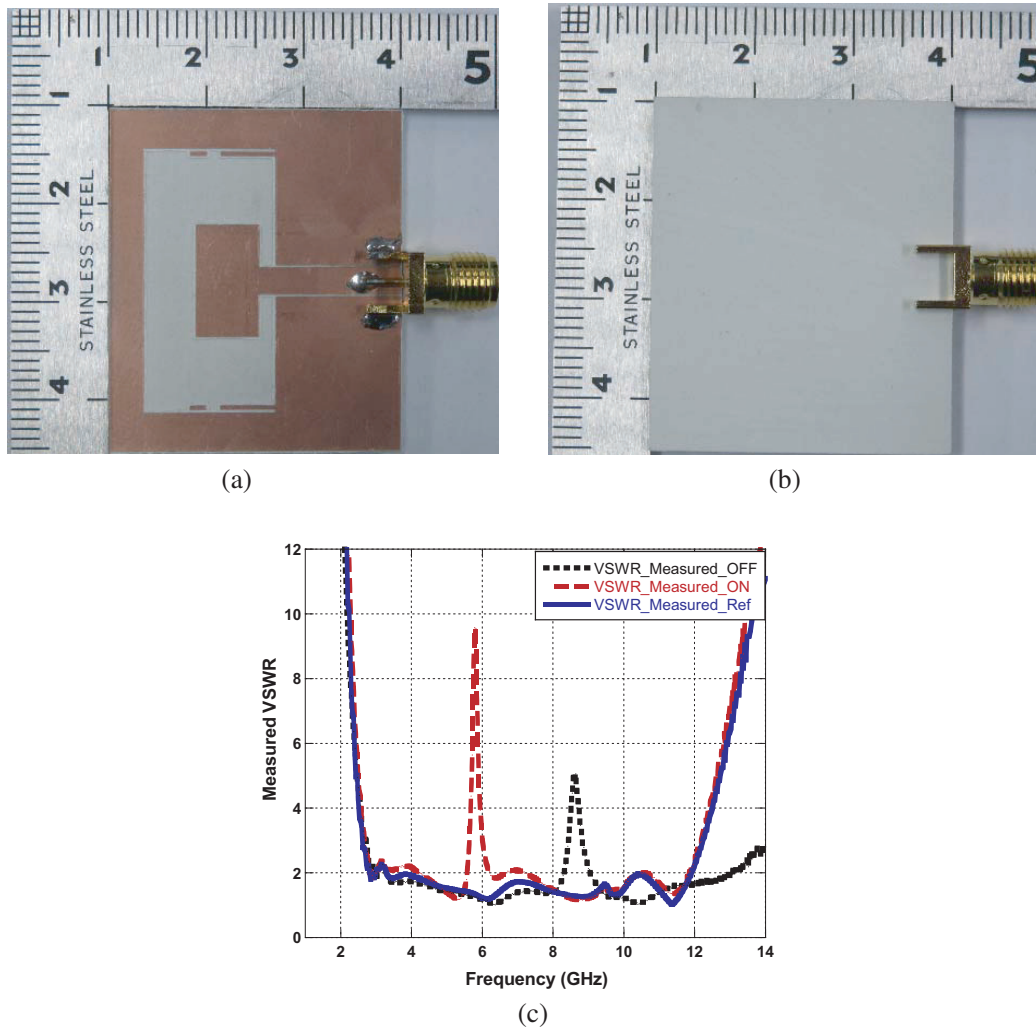 1 2 3 4 5
1
2
3
4
STAINLESS STEEL
(a)
1 2 3 4 5
1
2
3
4
STAINLESS STEEL
(b)
12
10
8
6
4
2
0
Measured VSWR
VSWR_Measured_OFF
VSWR_Measured_ON
VSWR_Measured_Ref
2 4 6 8 10 12 14
Frequency (GHz)
(c)